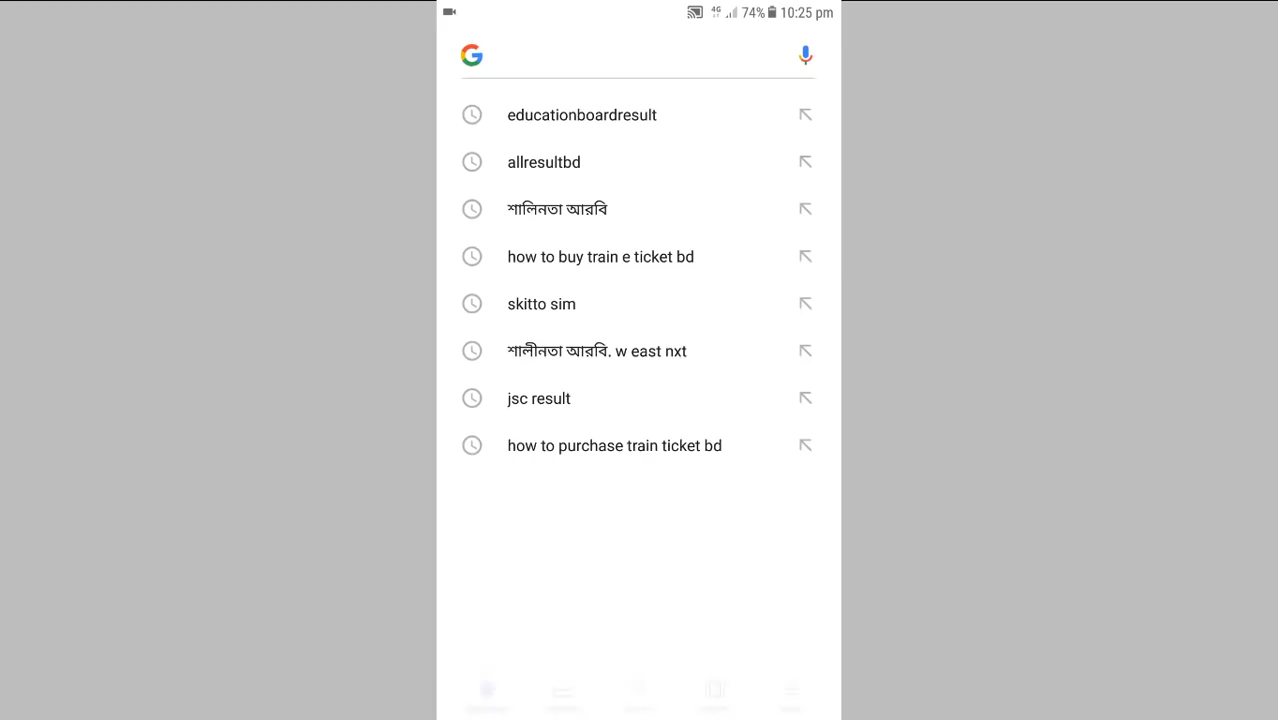 4G 74% 10:25 pm
educationboardresult
allresultbd
শালিনতা আরবি
how to buy train e ticket bd
skitto sim
শালীনতা আরবি. w east nxt
jsc result
how to purchase train ticket bd